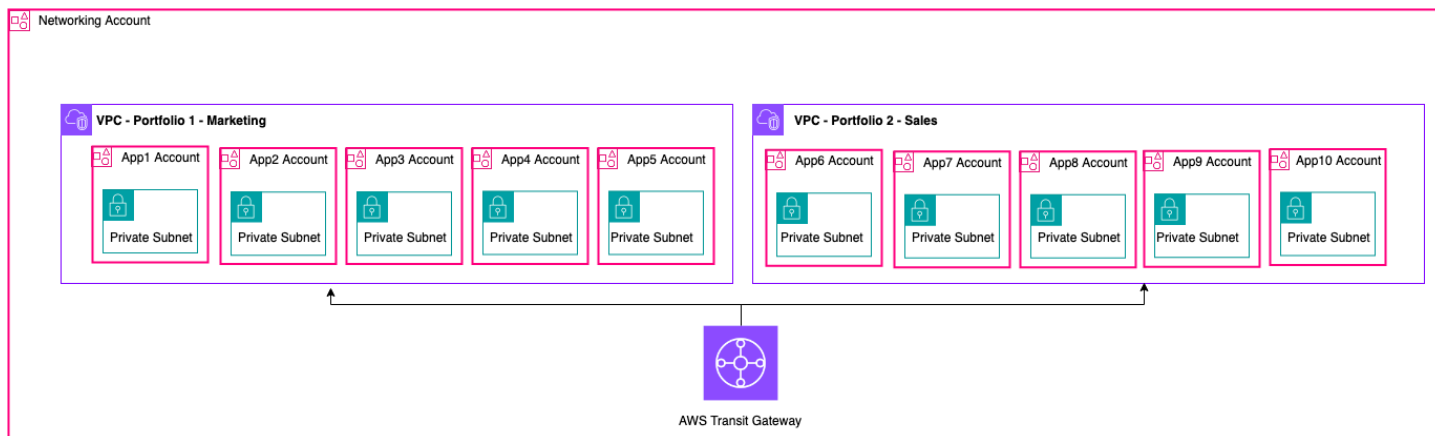 Networking Account
VPC - Portfolio 1 - Marketing
App1 Account
App2 Account
App3 Account
App4 Account
App5 Account
Private Subnet
Private Subnet
Private Subnet
Private Subnet
Private Subnet
VPC - Portfolio 2 - Sales
App6 Account
App7 Account
App8 Account
App9 Account
App10 Account
Private Subnet
Private Subnet
Private Subnet
Private Subnet
Private Subnet
AWS Transit Gateway